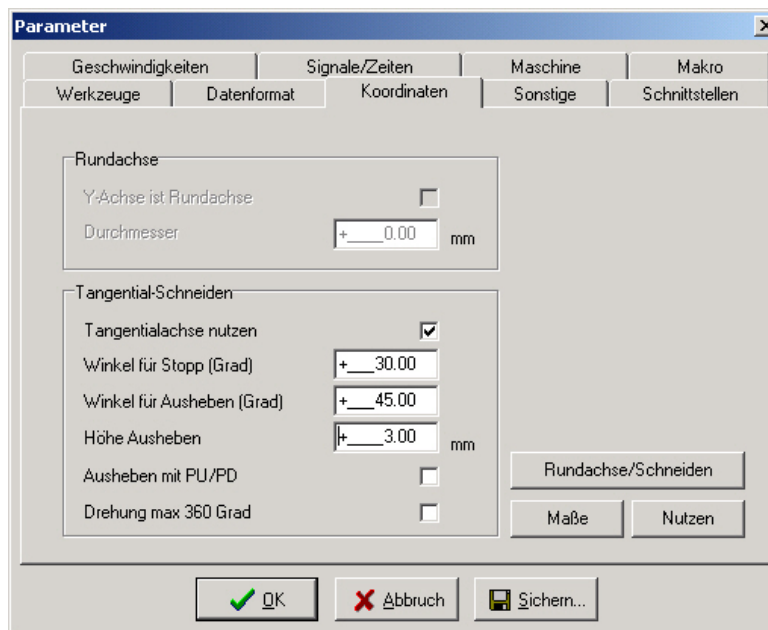 Parameter
Geschwindigkeiten Signale/Zeiten Maschine Makro
Werkzeuge Datenformat Koordinaten Sonstige Schnittstellen
Rundachse
Y-Achse ist Rundachse
Durchmesser +____0.00 mm
Tangential-Schneiden
Tangentialachse nutzen
Winkel für Stopp (Grad) +___30.00
Winkel für Ausheben (Grad) +___45.00
Höhe Ausheben +____3.00 mm
Ausheben mit PU/PD
Drehung max 360 Grad
Rundachse/Schneiden
Maße Nutzen
OK Abbruch Sichern...